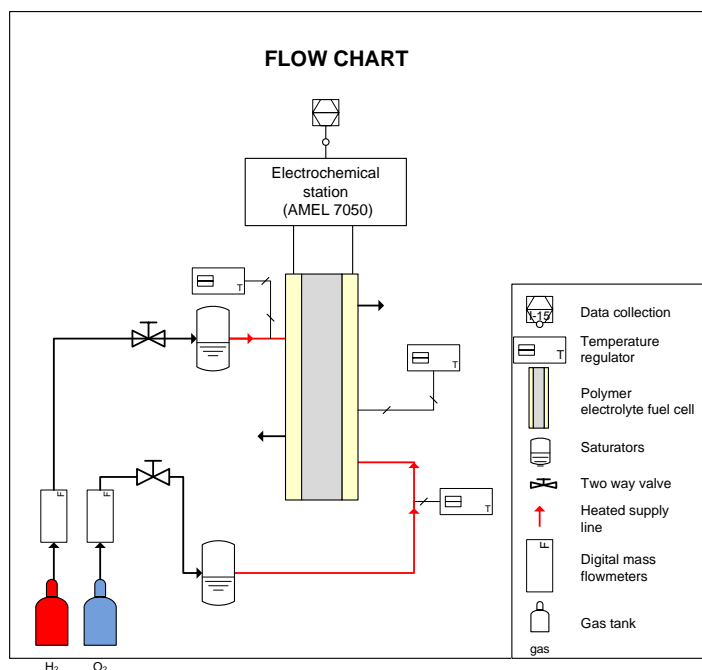 FLOW CHART
Electrochemical
station
(AMEL 7050)
T
T
T
F
F
H2
O2
I-15
Data collection
T
Temperature
regulator
Polymer
electrolyte fuel cell
Saturators
Two way valve
Heated supply
line
F
Digital mass
flowmeters
Gas tank
gas